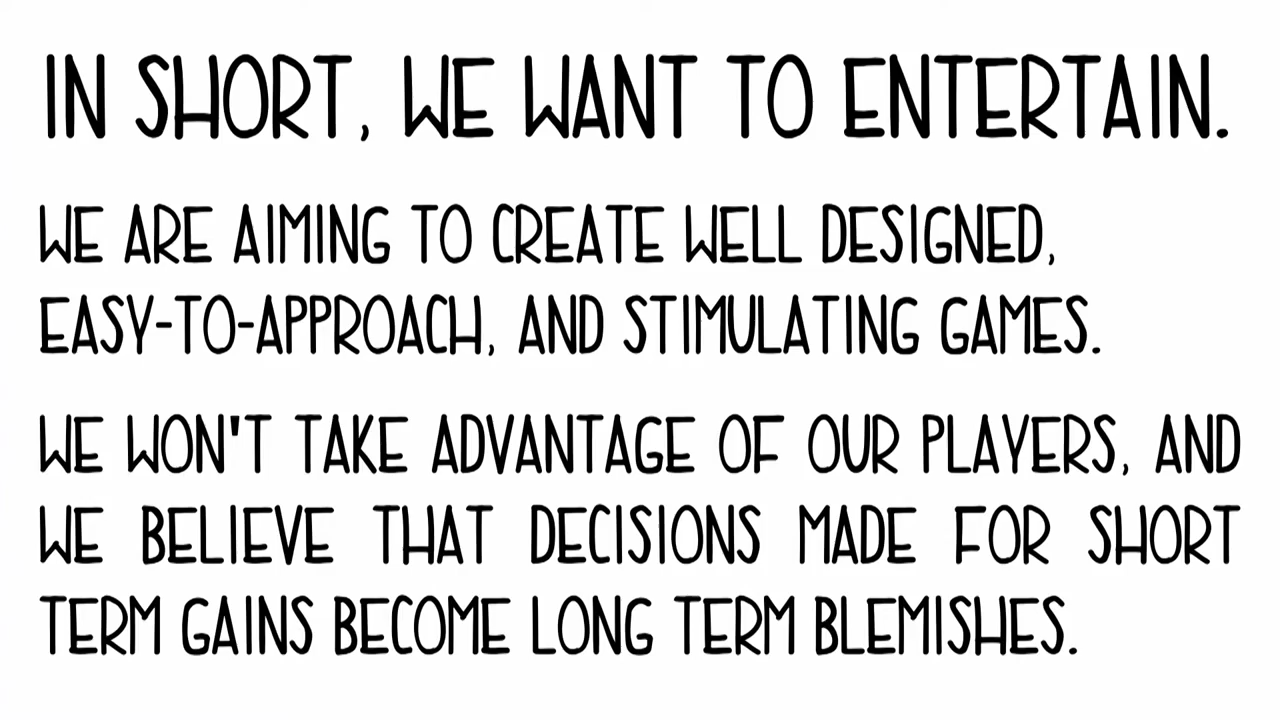 IN SHORT, WE WANT TO ENTERTAIN.
WE ARE AIMING TO CREATE WELL DESIGNED,
EASY-TO-APPROACH, AND STIMULATING GAMES.
WE WON'T TAKE ADVANTAGE OF OUR PLAYERS, AND
WE BELIEVE THAT DECISIONS MADE FOR SHORT
TERM GAINS BECOME LONG TERM BLEMISHES.